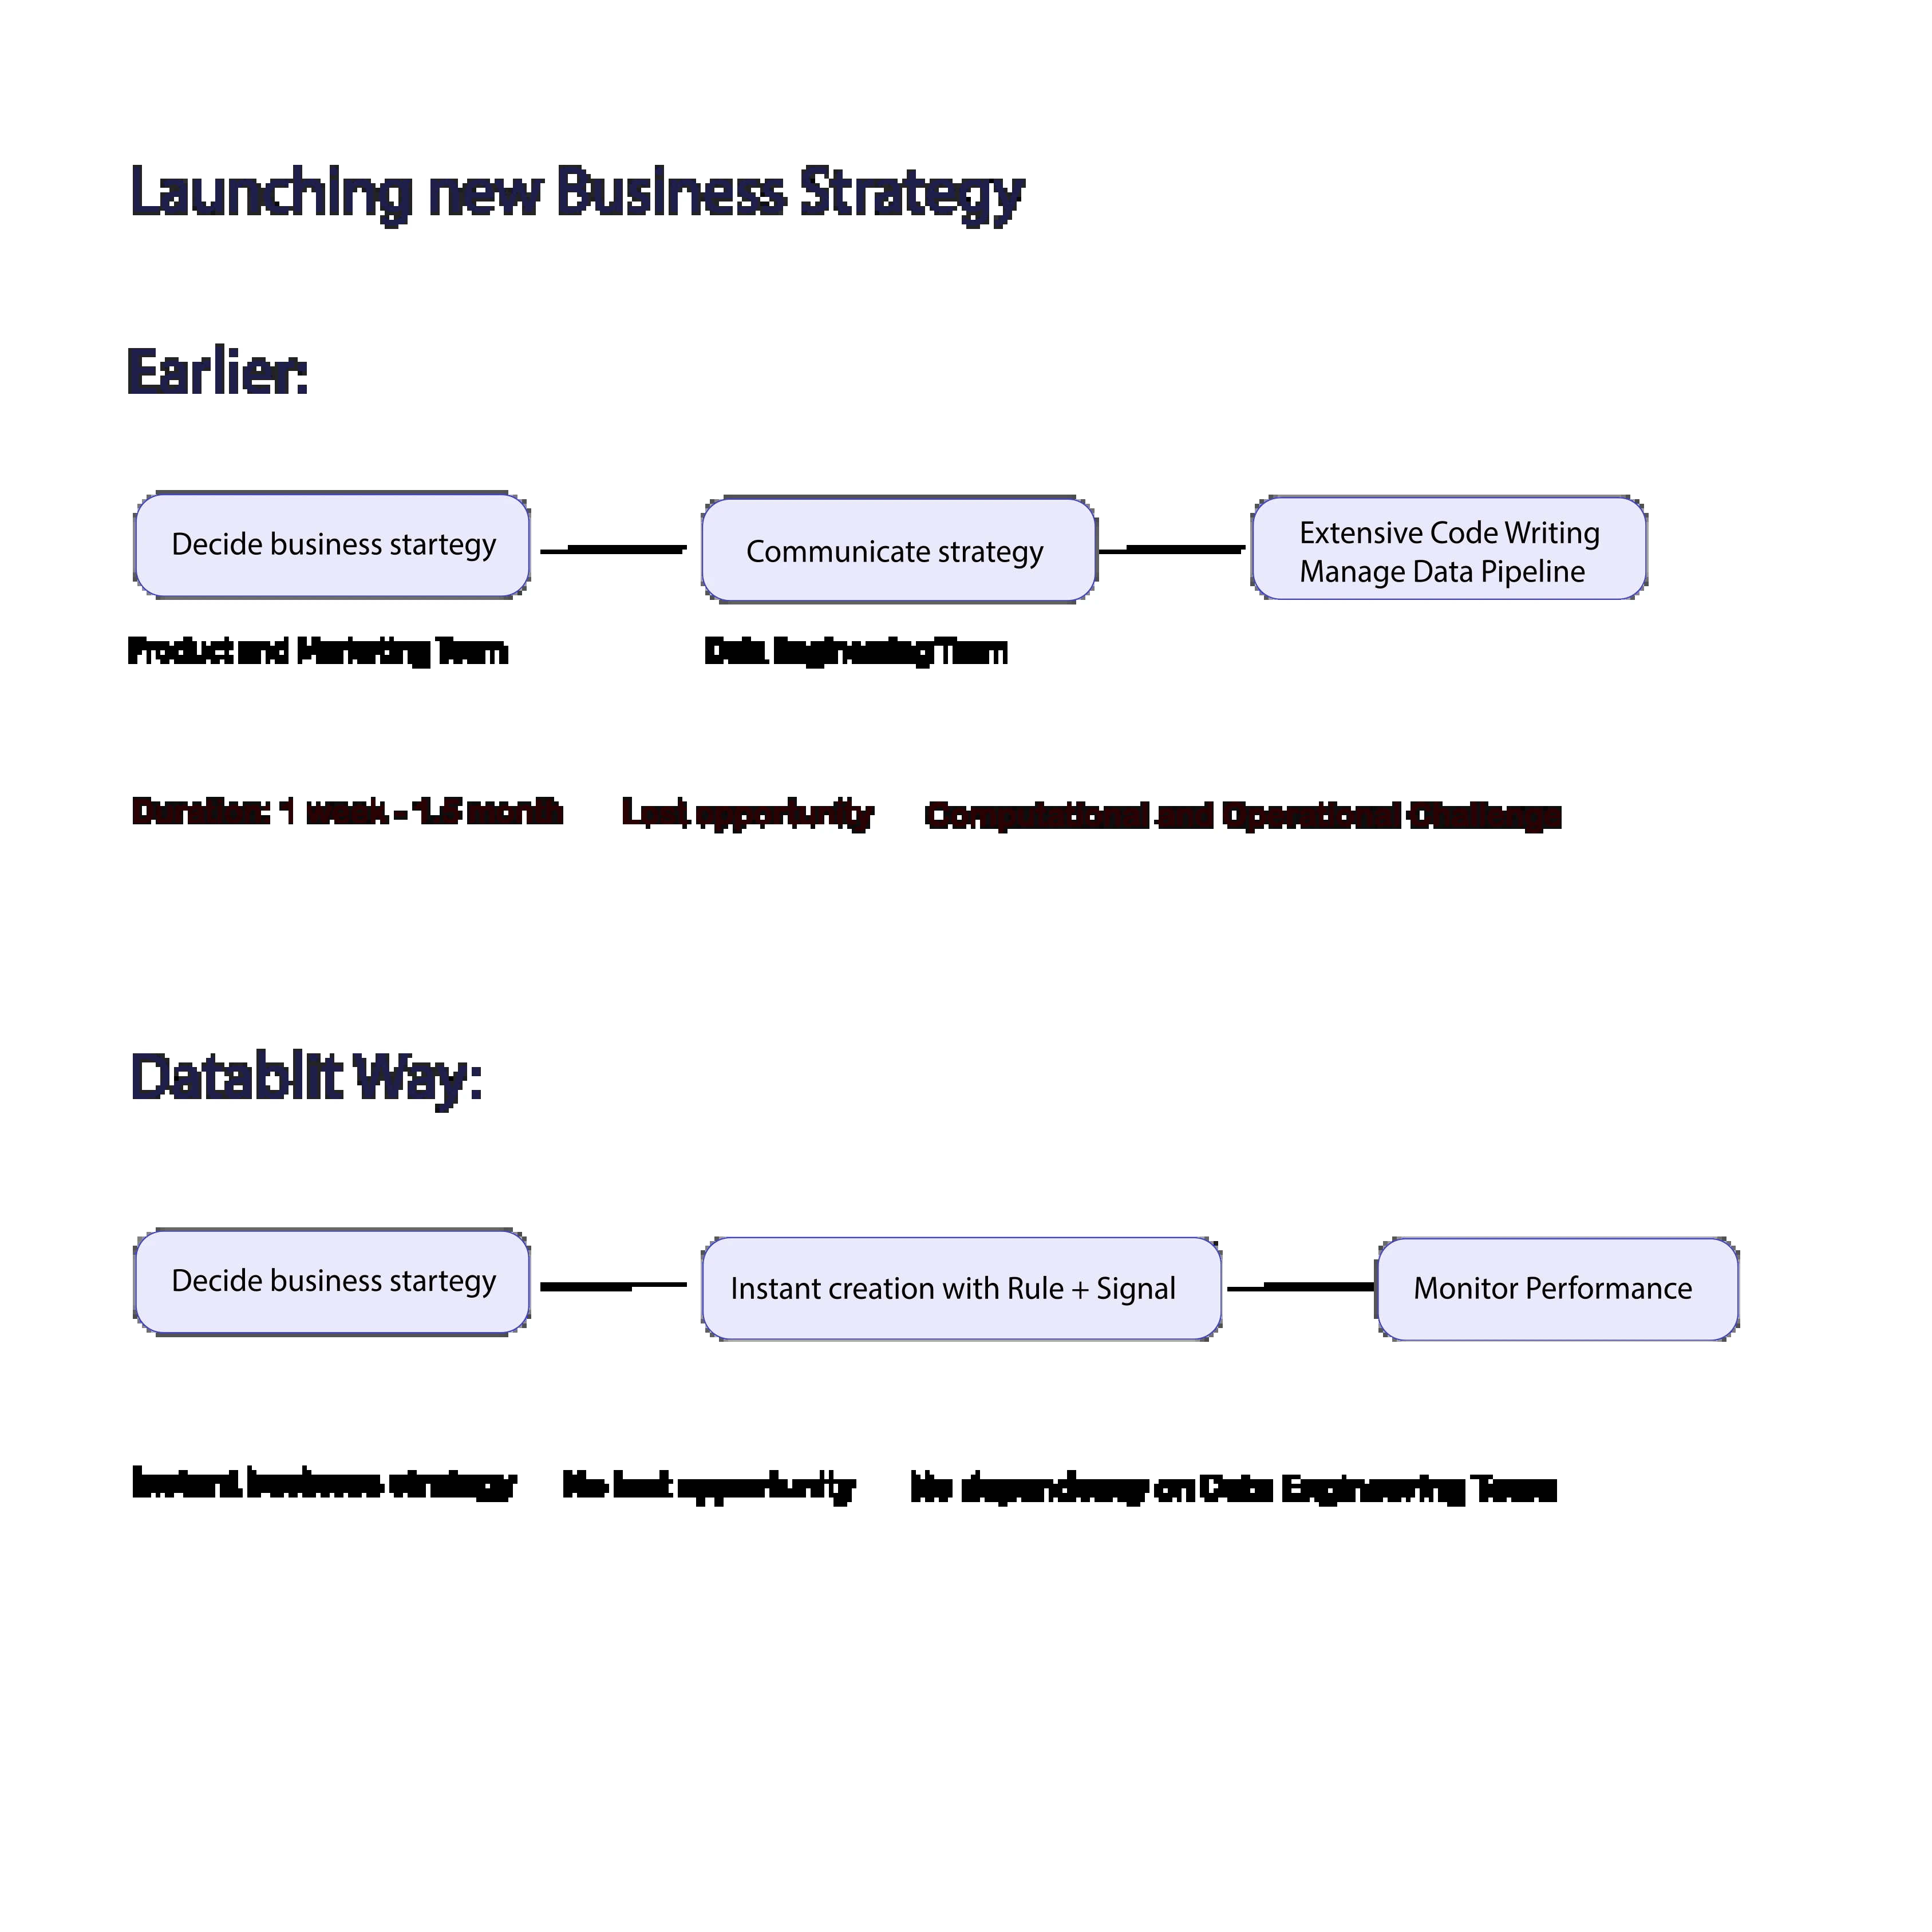 Launching new Business Strategy
Earlier:
Decide business startegy
Communicate strategy
Extensive Code Writing
Manage Data Pipeline
Product and Marketing Team
Data Engineering Team
Duration: 1 week - 1.5 month
Lost opportunity
Computational and Operational Challenge
Datablit Way:
Decide business startegy
Instant creation with Rule + Signal
Monitor Performance
Instant business strategy
No lost opportunity
No dependency on Data Engineering Team